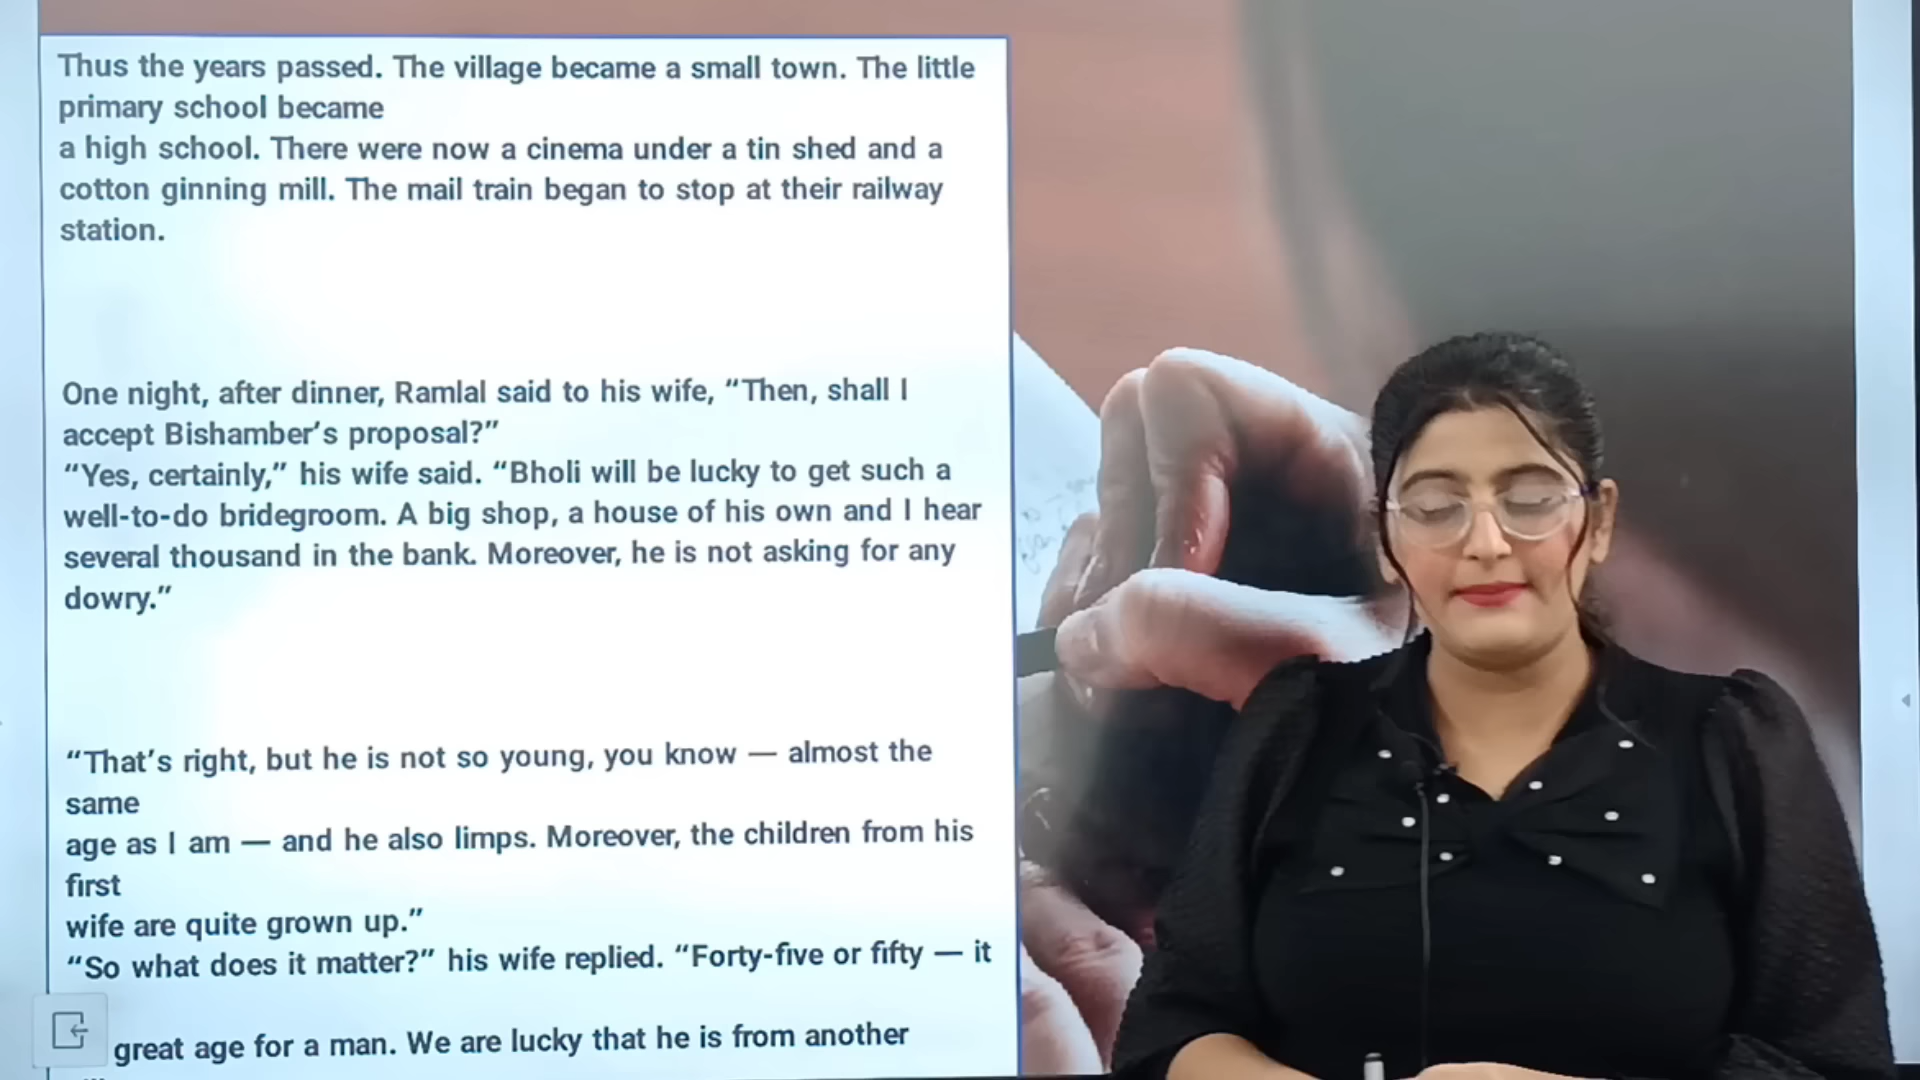 Thus the years passed. The village became a small town. The little
primary school became
a high school. There were now a cinema under a tin shed and a
cotton ginning mill. The mail train began to stop at their railway
station.
One night, after dinner, Ramlal said to his wife, “Then, shall I
accept Bishamber’s proposal?”
“Yes, certainly,” his wife said. “Bholi will be lucky to get such a
well-to-do bridegroom. A big shop, a house of his own and I hear
several thousand in the bank. Moreover, he is not asking for any
dowry.”
“That’s right, but he is not so young, you know — almost the
same
age as I am — and he also limps. Moreover, the children from his
first
wife are quite grown up.”
“So what does it matter?” his wife replied. “Forty-five or fifty — it
great age for a man. We are lucky that he is from another